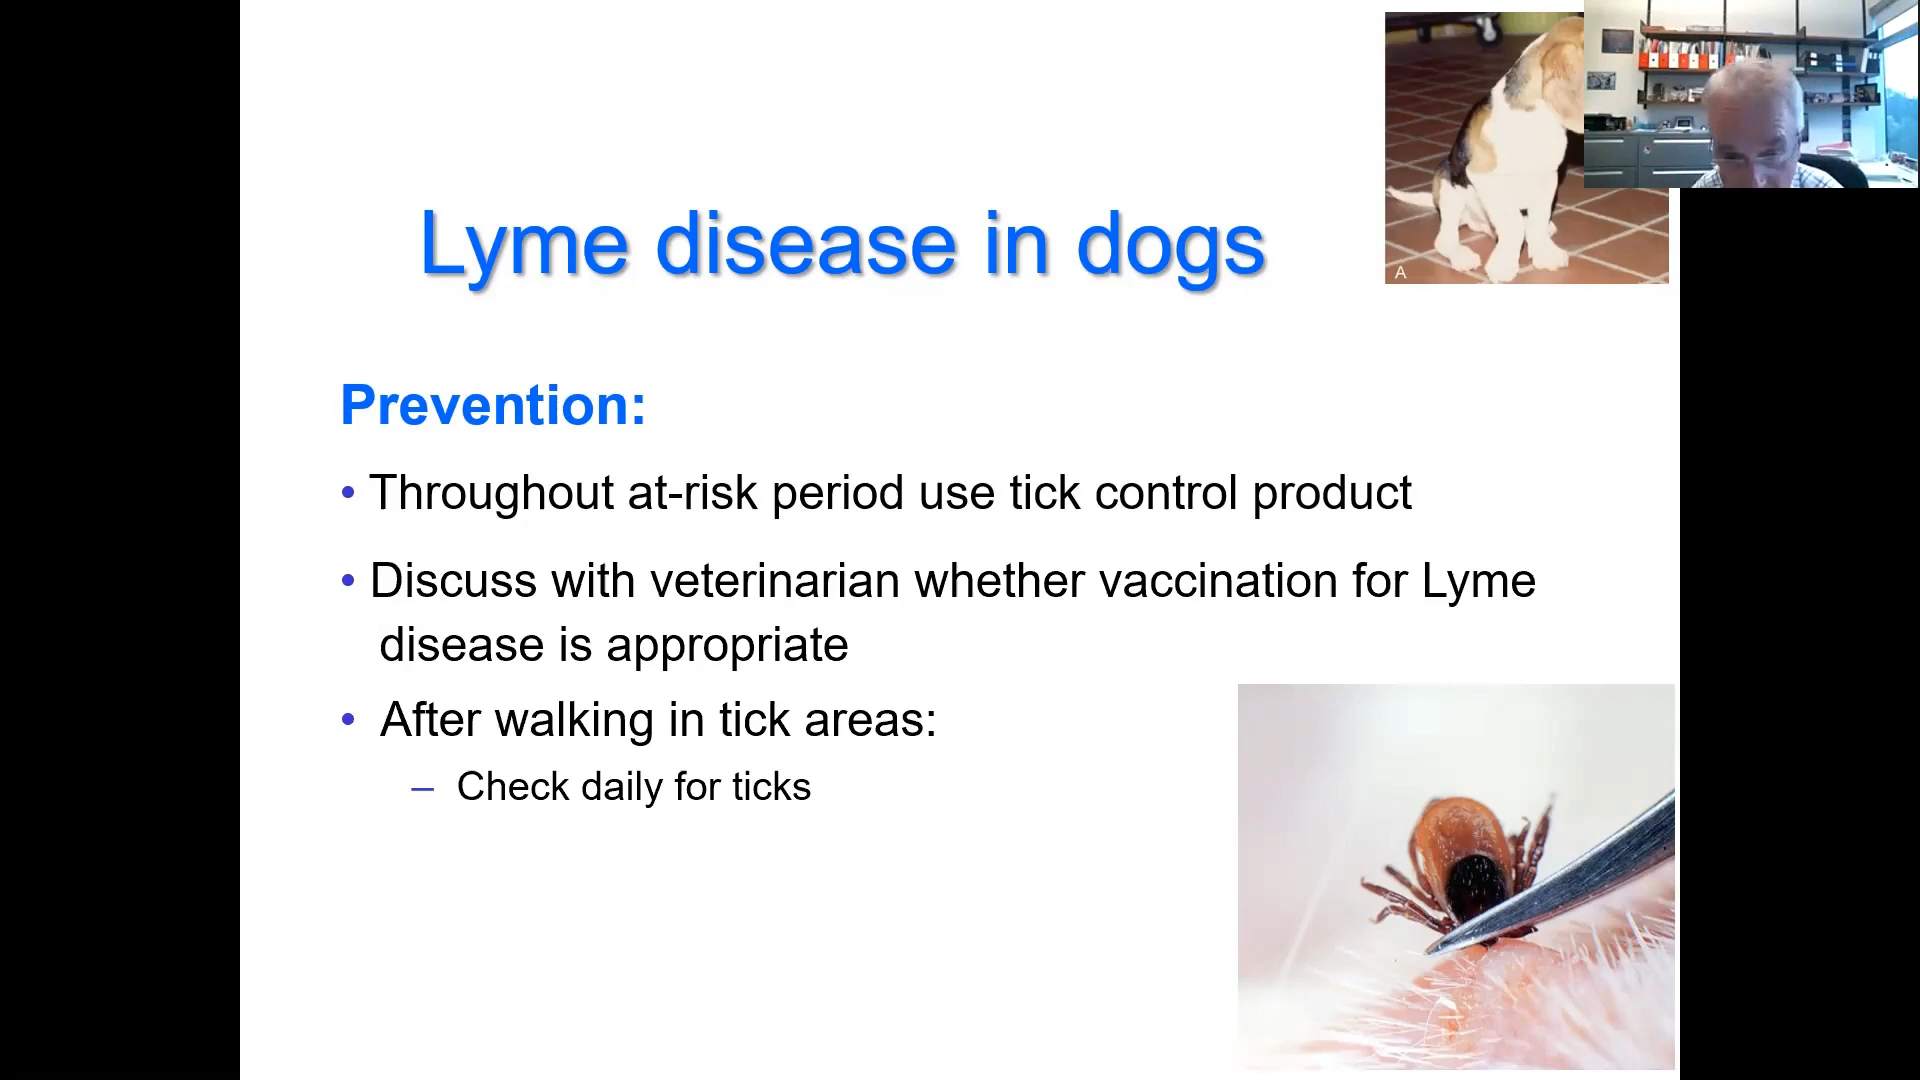 Lyme disease in dogs
A
Prevention:
• Throughout at-risk period use tick control product
• Discuss with veterinarian whether vaccination for Lyme
disease is appropriate
• After walking in tick areas:
– Check daily for ticks